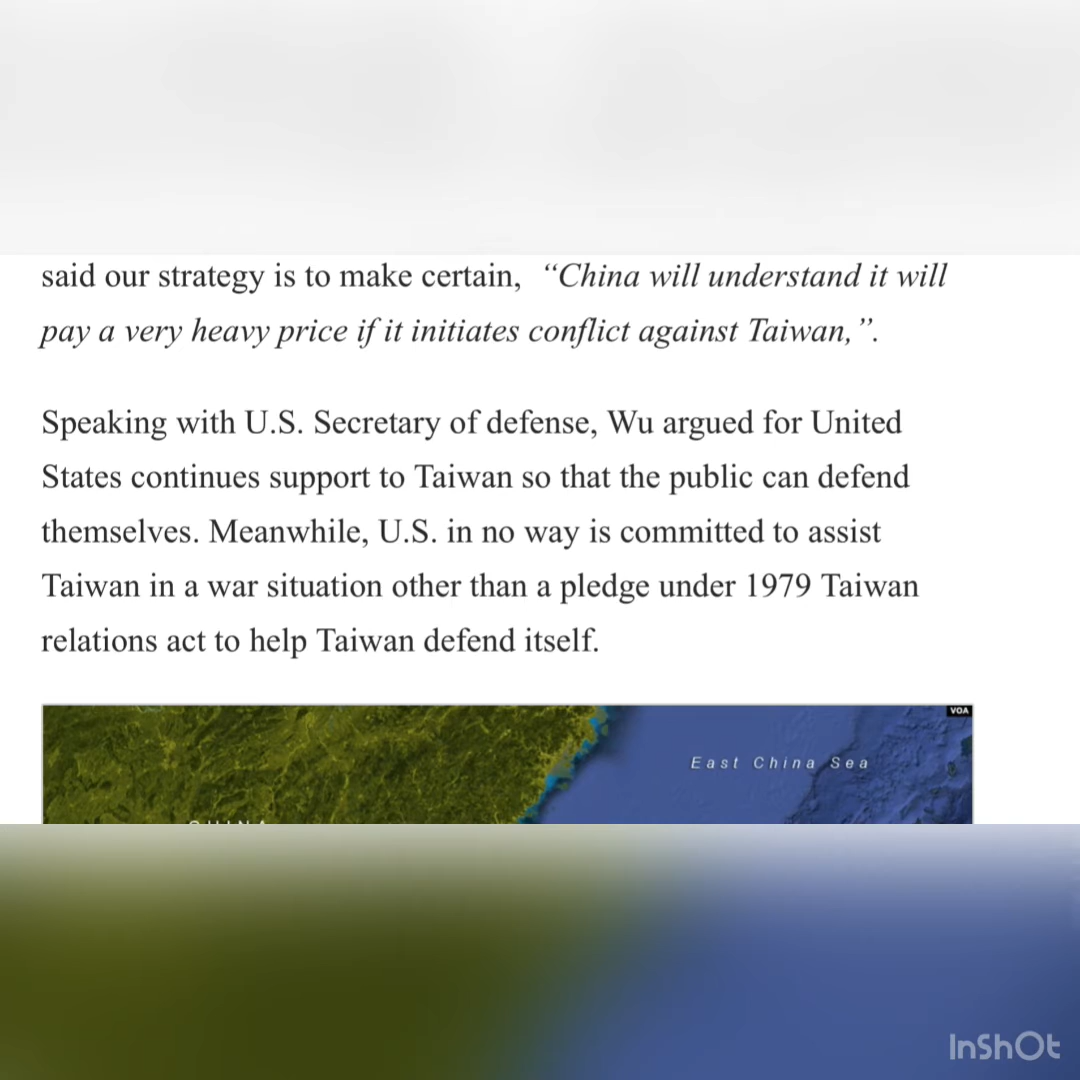 said our strategy is to make certain, “China will understand it will
pay a very heavy price if it initiates conflict against Taiwan,”.
Speaking with U.S. Secretary of defense, Wu argued for United
States continues support to Taiwan so that the public can defend
themselves. Meanwhile, U.S. in no way is committed to assist
Taiwan in a war situation other than a pledge under 1979 Taiwan
relations act to help Taiwan defend itself.
VOA
East China Sea
InShOt